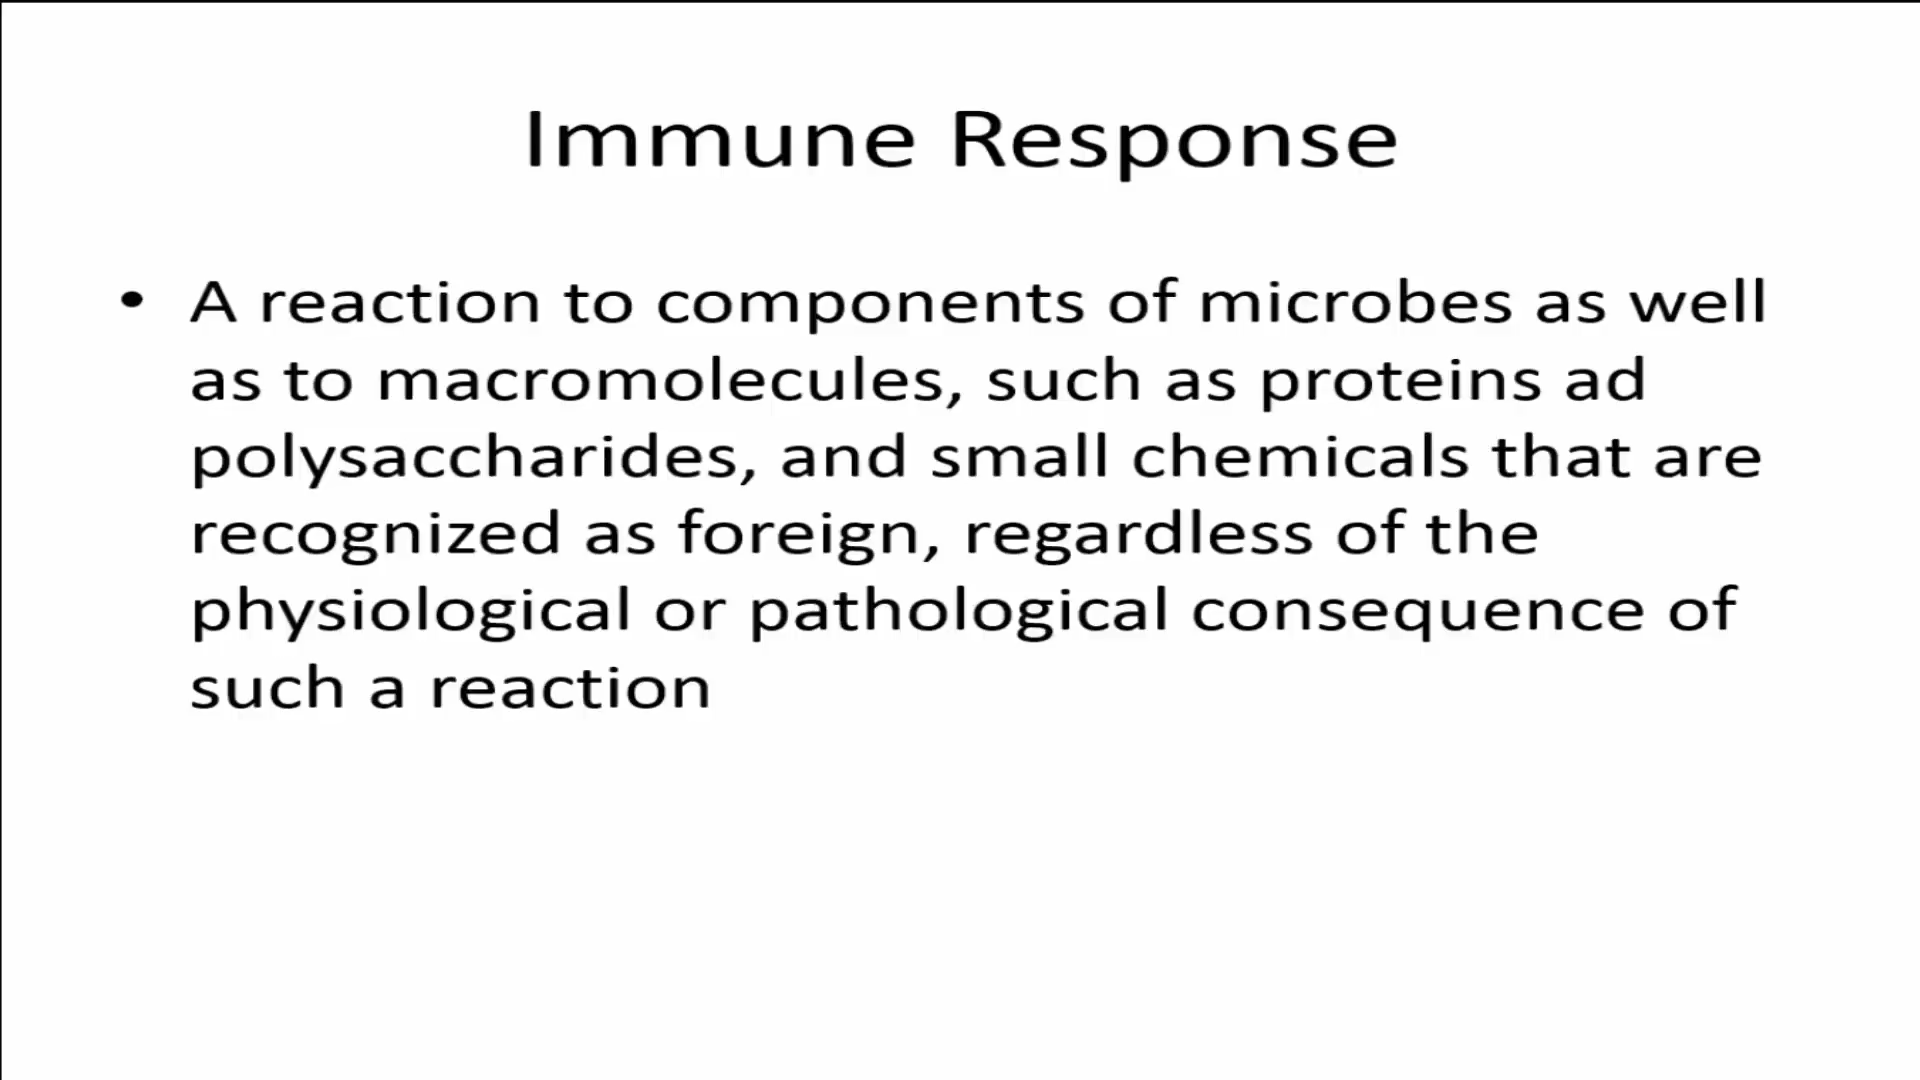 Immune Response
• A reaction to components of microbes as well
as to macromolecules, such as proteins ad
polysaccharides, and small chemicals that are
recognized as foreign, regardless of the
physiological or pathological consequence of
such a reaction